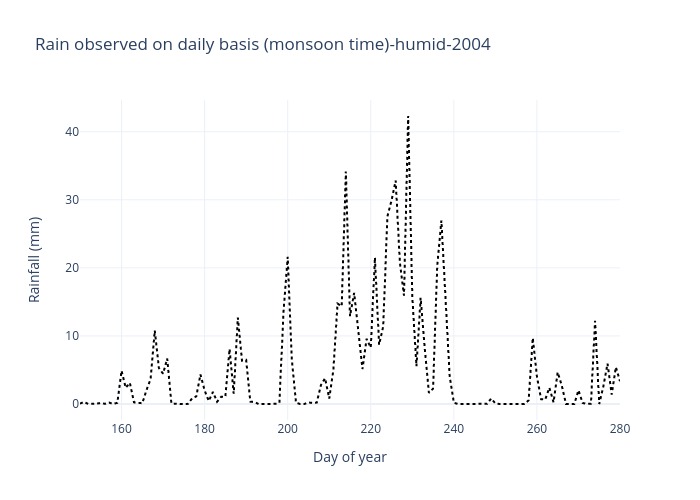 Rain observed on daily basis (monsoon time)-humid-2004
Rainfall (mm)
40
30
20
10
0
160 180 200 220 240 260 280
Day of year